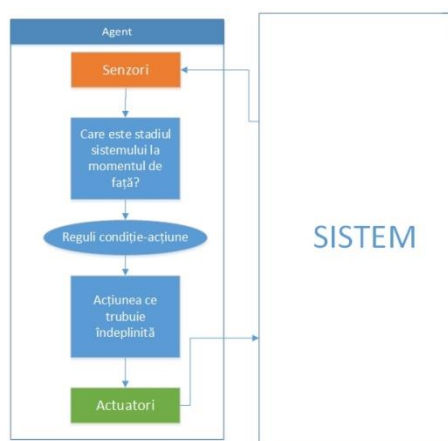 Agent
Senzori
Care este stadiul
sistemului la
momentul de
față?
Reguli condiție-acțiune
Acțiunea ce
trubuie
îndeplinită
Actuatori
SISTEM